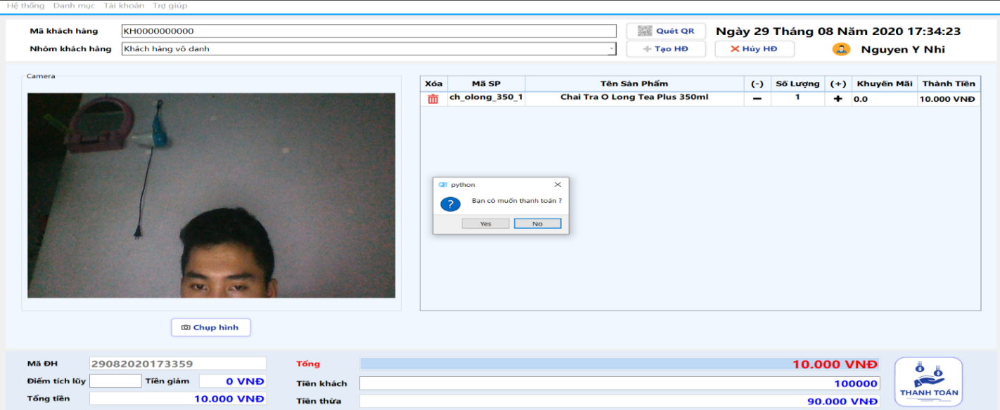 Hệ thống Danh mục Tài khoản Trợ giúp
Mã khách hàng KH0000000000 Quét QR Ngày 29 Tháng 08 Năm 2020 17:34:23
Nhóm khách hàng Khách hàng vô danh + Tạo HĐ Hủy HĐ Nguyen Y Nhi
Camera
Xóa Mã SP Tên Sản Phẩm (-) Số Lượng (+) Khuyến Mãi Thành Tiền
ch_olong_350_1 Chai Tra O Long Tea Plus 350ml 1 0.0 10.000 VNĐ
python
Bạn có muốn thanh toán ?
Yes No
Chụp hình
Mã ĐH 29082020173359 Tổng 10.000 VNĐ
Điểm tích lũy Tiền giảm 0 VNĐ Tiền khách 100000
THANH TOÁN
Tổng tiền 10.000 VNĐ Tiền thừa 90.000 VNĐ